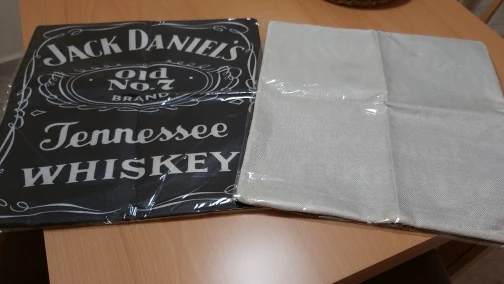 JACK DANIEL'S
Old
No. 7
BRAND
Tennessee
WHISKEY